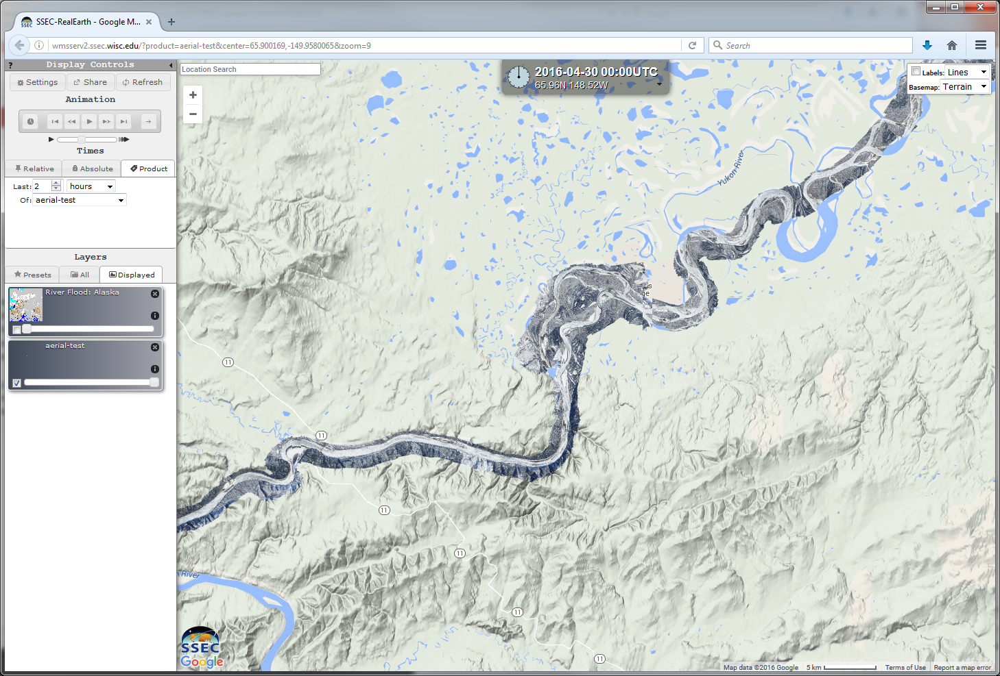 SSEC-RealEarth - Google M...
wmsserv2.ssec.wisc.edu/?product=aerial-test&center=65.900169,-149.9580065&zoom=9
Search
? Display Controls
Settings Share Refresh
Animation
Times
Relative Absolute Product
Last: 2 hours
Of: aerial-test
Layers
Presets All Displayed
River Flood: Alaska
aerial-test
Location Search
+
−
2016-04-30 00:00UTC
65.96N 148.52W
Labels: Lines
Basemap: Terrain
Yukon River
s
ge
11
11
11
11
11
11
River
SSEC
Google
Map data ©2016 Google 5 km Terms of Use Report a map error